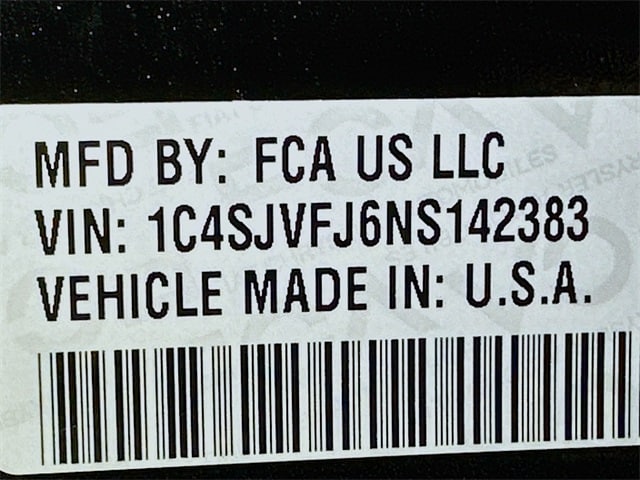 MFD BY: FCA US LLC
VIN: 1C4SJVFJ6NS142383
VEHICLE MADE IN: U.S.A.